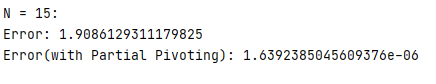 N = 15:
Error: 1.9086129311179825
Error(with Partial Pivoting): 1.6392385045609376e-06